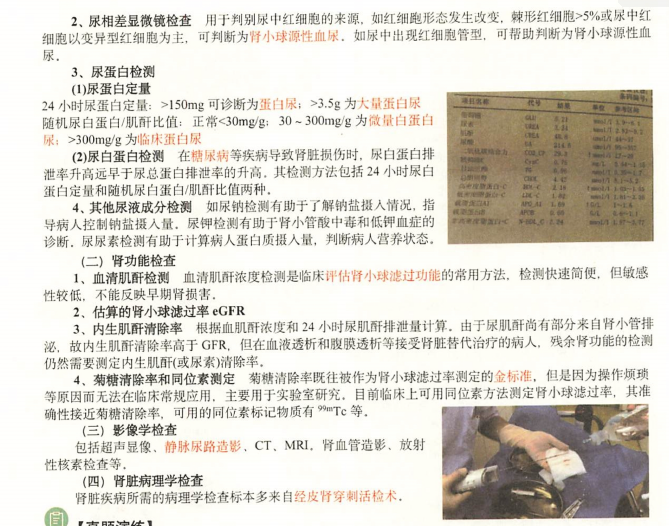 2、尿相差显微镜检查 用于判别尿中红细胞的来源，如红细胞形态发生改变，棘形红细胞>5%或尿中红
细胞以变异型红细胞为主，可判断为肾小球源性血尿．如尿中出现红细胞管型，可帮助判断为肾小球源性血
尿．
3、尿蛋白检测
(1)尿蛋白定量
24 小时尿蛋白定量：>150mg 可诊断为蛋白尿；>3.5g 为大量蛋白尿
随机尿白蛋白/肌酐比值：正常<30mg/g；30～300mg/g 为微量白蛋白
尿；>300mg/g 为临床蛋白尿
(2)尿白蛋白检测 在糖尿病等疾病导致肾脏损伤时，尿白蛋白排
泄率升高远早于尿总蛋白排泄率的升高。其检测方法包括 24 小时尿白
蛋白定量和随机尿白蛋白/肌酐比值两种。
4、其他尿液成分检测 如尿钠检测有助于了解钠盐摄入情况，指
导病人控制钠盐摄入量。尿钾检测有助于肾小管酸中毒和低钾血症的
诊断．尿尿素检测有助于计算病人蛋白质摄入量，判断病人营养状态。
(二) 肾功能检查
1、血清肌酐检测 血清肌酐浓度检测是临床评估肾小球滤过功能的常用方法，检测快速简便，但敏感
性较低，不能反映早期肾损害．
2、估算的肾小球滤过率 eGFR
3、内生肌酐清除率 根据血肌酐浓度和 24 小时尿肌酐排泄量计算。由于尿肌酐尚有部分来自肾小管排
泌，故内生肌酐清除率高于 GFR，但在血液透析和腹膜透析等接受肾脏替代治疗的病人，残余肾功能的检测
仍然需要测定内生肌酐(或尿素)清除率。
4、菊糖清除率和同位素测定 菊糖清除率既往被作为肾小球滤过率测定的金标准，但是因为操作烦琐
等原因而无法在临床常规应用，主要用于实验室研究。目前临床上可用同位素方法测定肾小球滤过率，其准
确性接近菊糖清除率，可用的同位素标记物质有 ⁹⁹ᵐTc 等。
(三) 影像学检查
包括超声显像、静脉尿路造影、CT、MRI、肾血管造影、放射
性核素检查等。
(四) 肾脏病理学检查
肾脏疾病所需的病理学检查标本多来自经皮肾穿刺活检术．